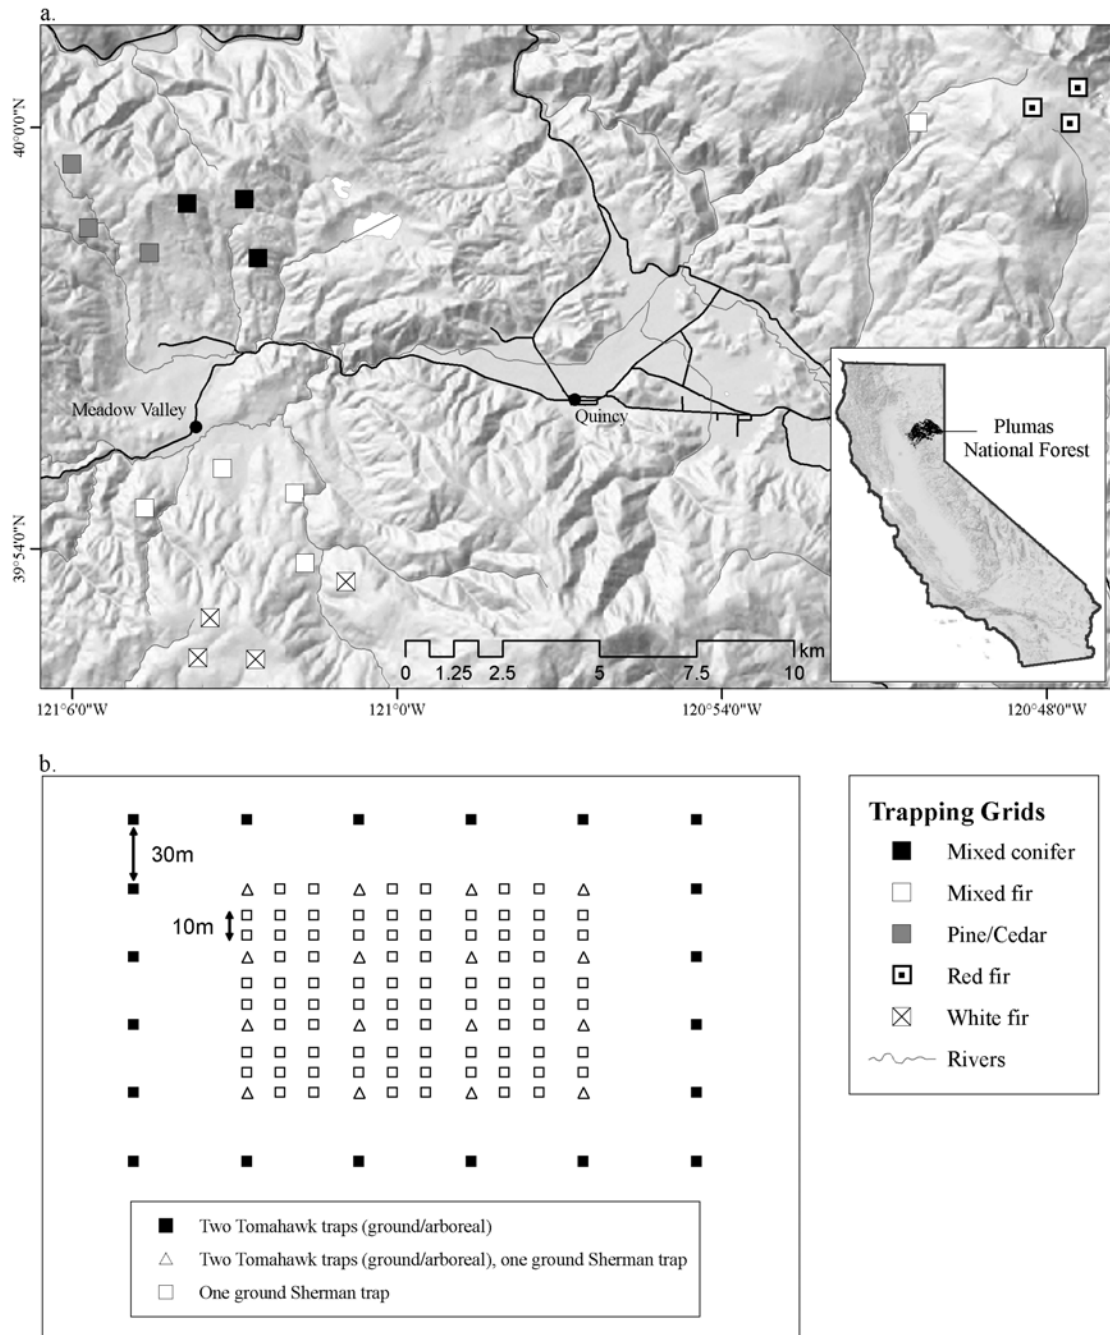 a.
40°0'0"N
39°54'0"N
Meadow Valley
Quincy
Plumas
National Forest
0 1.25 2.5 5 7.5 10
km
121°6'0"W 121°0'0"W 120°54'0"W 120°48'0"W
b.
30m
10m
Two Tomahawk traps (ground/arboreal)
Two Tomahawk traps (ground/arboreal), one ground Sherman trap
One ground Sherman trap
Trapping Grids
Mixed conifer
Mixed fir
Pine/Cedar
Red fir
White fir
Rivers